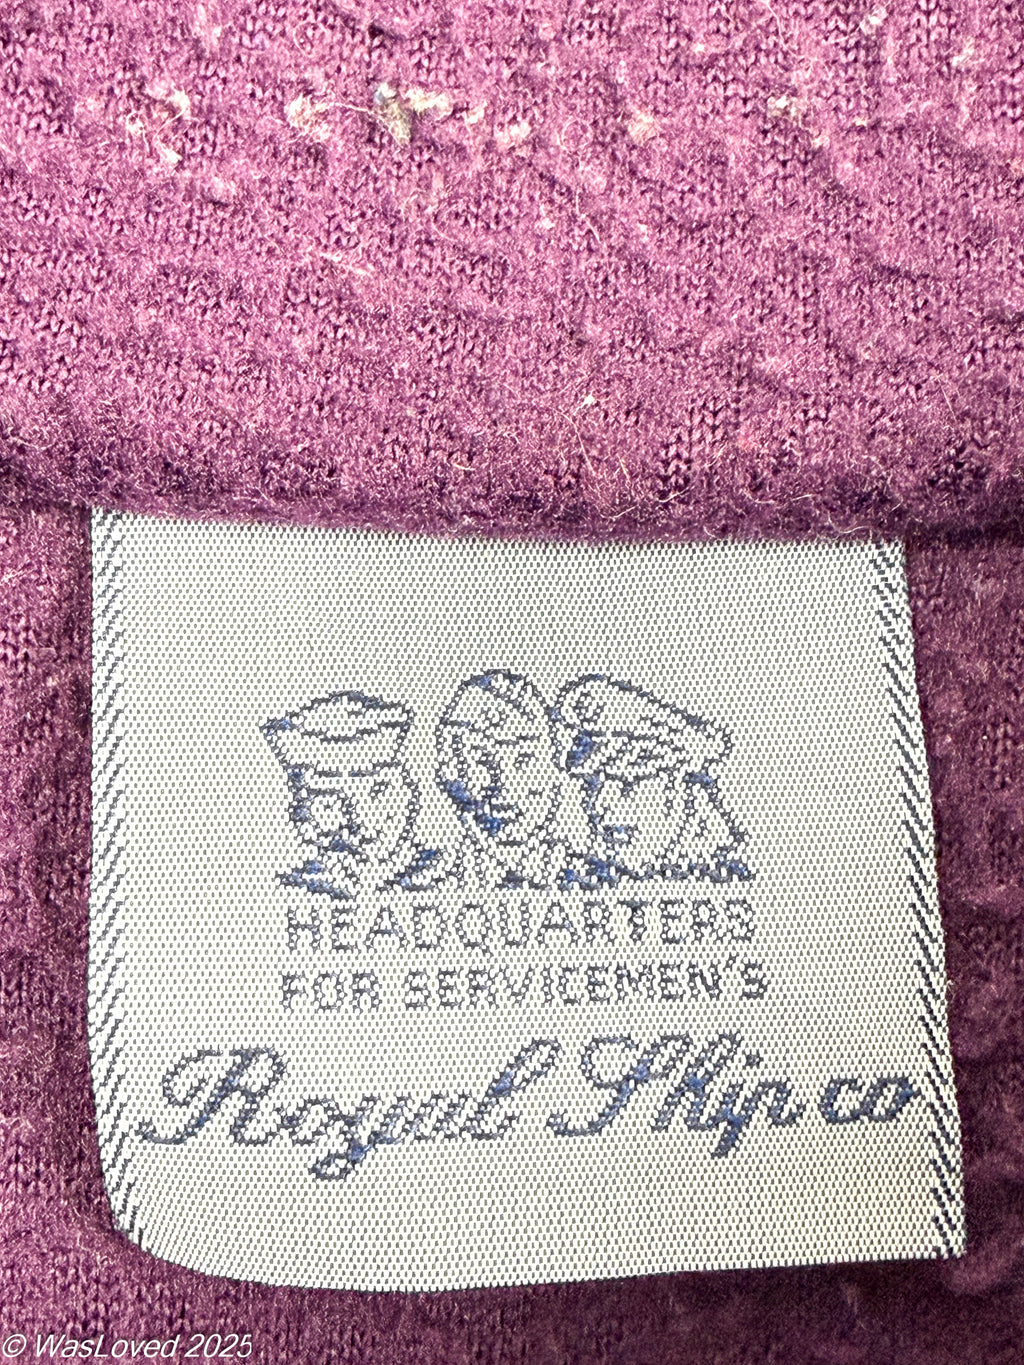 HEADQUARTERS
FOR SERVICEMEN'S
Royal Ship co
© WasLoved 2025